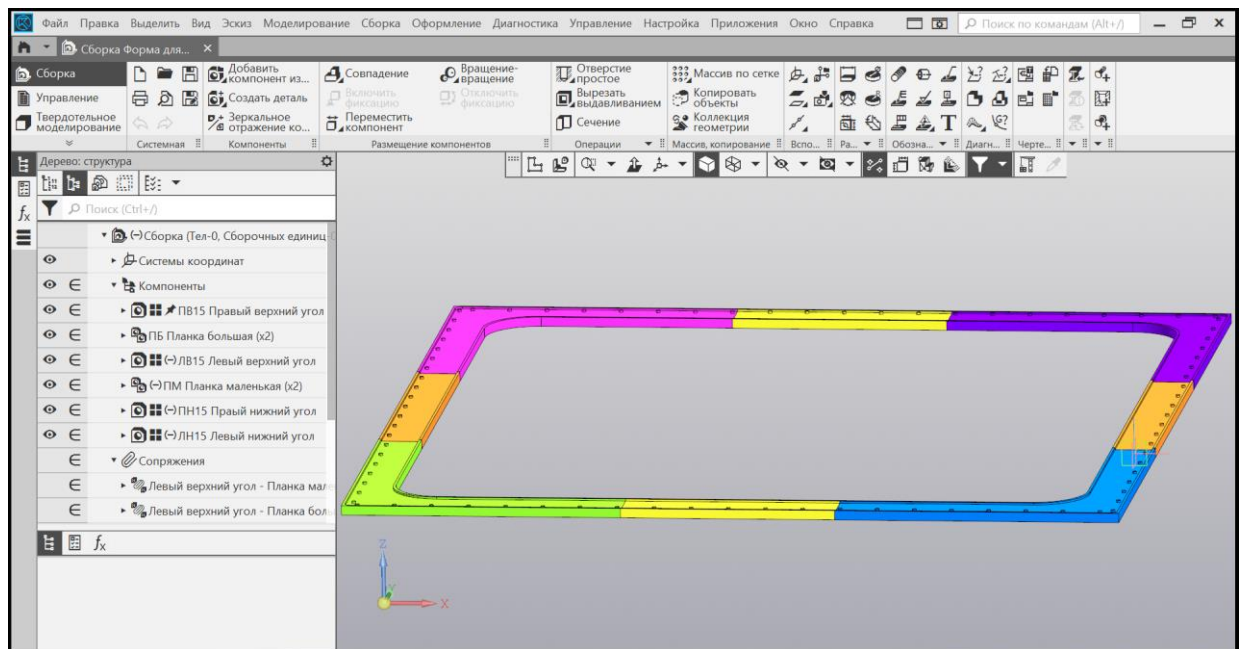 Файл Правка Выделить Вид Эскиз Моделирование Сборка Оформление Диагностика Управление Настройка Приложения Окно Справка
Поиск по командам (Alt+/)
Сборка Форма для...
Сборка
Управление
Твердотельное
моделирование
Системная
Добавить
компонент из...
Создать деталь
Зеркальное
отражение ко...
Компоненты
Совпадение
Включить
фиксацию
Переместить
компонент
Вращение-
вращение
Отключить
фиксацию
Размещение компонентов
Отверстие
простое
Вырезать
выдавливанием
Сечение
Операции
Массив по сетке
Копировать
объекты
Коллекция
геометрии
Массив, копирование
Вспо...
Ра...
Обозна...
Диагн...
Черте...
Дерево: структура
Поиск (Ctrl+/)
(-)Сборка (Тел-0, Сборочных единиц-
Системы координат
Компоненты
ПВ15 Правый верхний угол
ПБ Планка большая (x2)
(-)ЛВ15 Левый верхний угол
(-)ПМ Планка маленькая (x2)
(-)ПН15 Праый нижний угол
(-)ЛН15 Левый нижний угол
Сопряжения
Левый верхний угол - Планка мале
Левый верхний угол - Планка боль
Z
Y
X